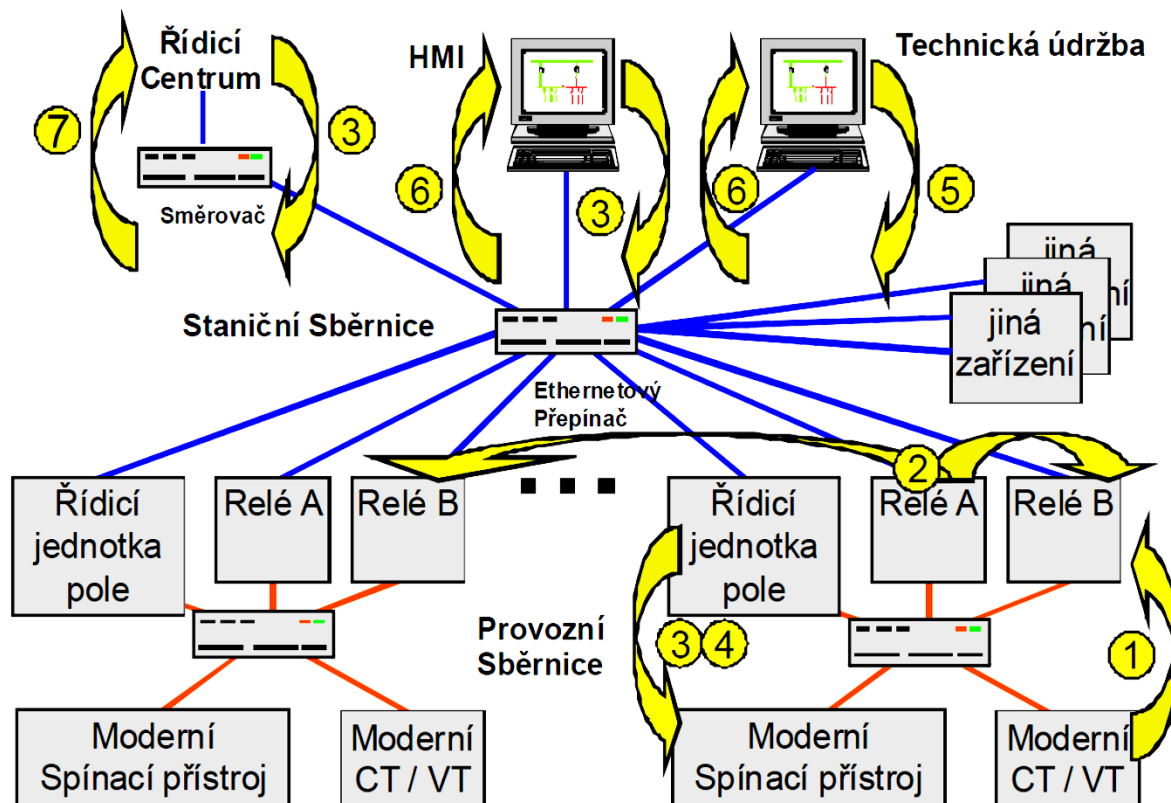 Řídicí
Centrum
HMI
Technická údržba
7
3
6
3
6
5
Směrovač
Staniční Sběrnice
jiná
jiná
ní
jiná
zařízení
ní
Ethernetový
Přepínač
2
Řídicí
jednotka
pole
Relé A
Relé B
Řídicí
jednotka
pole
Relé A
Relé B
Provozní
Sběrnice
3 4
1
Moderní
Spínací přístroj
Moderní
CT / VT
Moderní
Spínací přístroj
Moderní
CT / VT